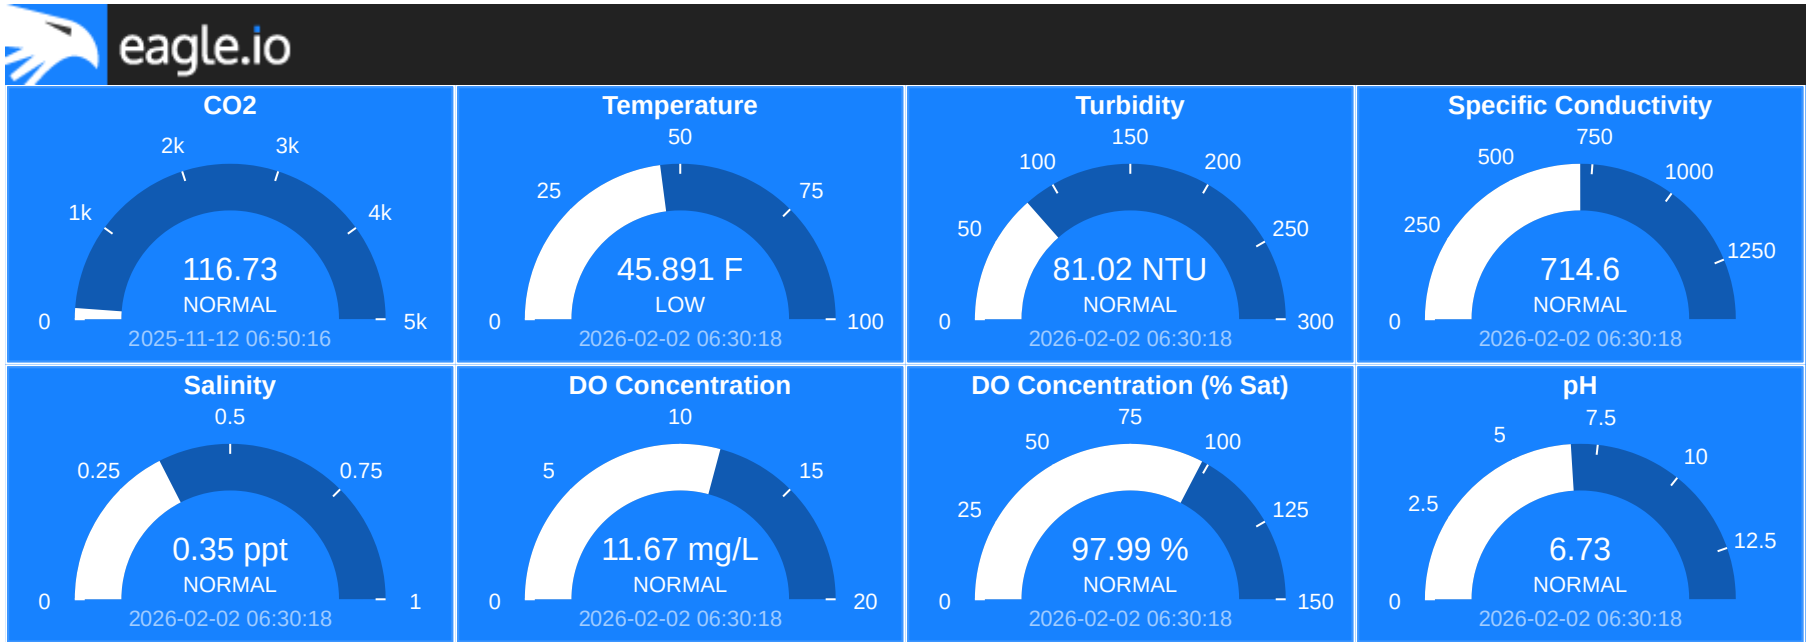 eagle.io
CO2
0
1k
2k
3k
4k
5k
116.73
NORMAL
2025-11-12 06:50:16
Temperature
0
25
50
75
100
45.891 F
LOW
2026-02-02 06:30:18
Turbidity
0
50
100
150
200
250
300
81.02 NTU
NORMAL
2026-02-02 06:30:18
Specific Conductivity
0
250
500
750
1000
1250
714.6
NORMAL
2026-02-02 06:30:18
Salinity
0
0.25
0.5
0.75
1
0.35 ppt
NORMAL
2026-02-02 06:30:18
DO Concentration
0
5
10
15
20
11.67 mg/L
NORMAL
2026-02-02 06:30:18
DO Concentration (% Sat)
0
25
50
75
100
125
150
97.99 %
NORMAL
2026-02-02 06:30:18
pH
0
2.5
5
7.5
10
12.5
6.73
NORMAL
2026-02-02 06:30:18